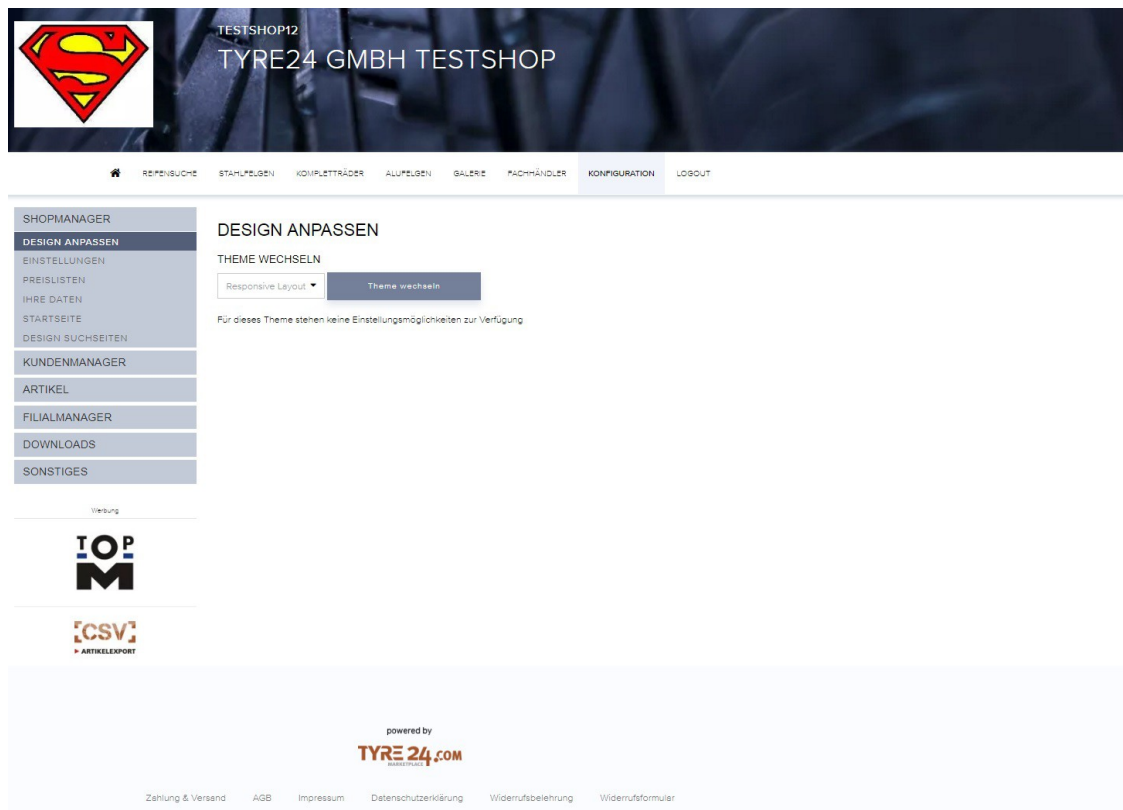 TESTSHOP12
TYRE24 GMBH TESTSHOP
REIFENSUCHE STAHLFELGEN KOMPLETTRÄDER ALUFELGEN GALERIE FACHHÄNDLER KONFIGURATION LOGOUT
SHOPMANAGER
DESIGN ANPASSEN
EINSTELLUNGEN
PREISLISTEN
IHRE DATEN
STARTSEITE
DESIGN SUCHSEITEN
KUNDENMANAGER
ARTIKEL
FILIALMANAGER
DOWNLOADS
SONSTIGES
DESIGN ANPASSEN
THEME WECHSELN
Responsive Layout Theme wechseln
Für dieses Theme stehen keine Einstellungsmöglichkeiten zur Verfügung
Werbung
TOP
M
[CSV]
ARTIKELEXPORT
powered by
TYRE24.COM
MARKETPLACE
Zahlung & Versand AGB Impressum Datenschutzerklärung Widerrufsbelehrung Widerrufsformular